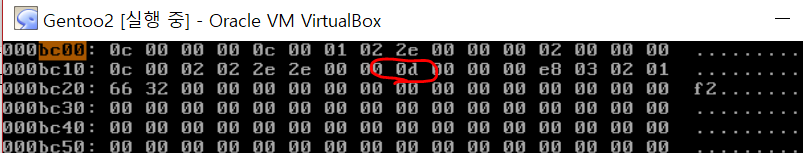 Gentoo2 [실행 중] - Oracle VM VirtualBox
000bc00: 0c 00 00 00 0c 00 01 02 2e 00 00 00 02 00 00 00 .........
000bc10: 0c 00 02 02 2e 2e 00 00 0d 00 00 00 e8 03 02 01 .........
000bc20: 66 32 00 00 00 00 00 00 00 00 00 00 00 00 00 00 f2.......
000bc30: 00 00 00 00 00 00 00 00 00 00 00 00 00 00 00 00 .........
000bc40: 00 00 00 00 00 00 00 00 00 00 00 00 00 00 00 00 .........
000bc50: 00 00 00 00 00 00 00 00 00 00 00 00 00 00 00 00 .........